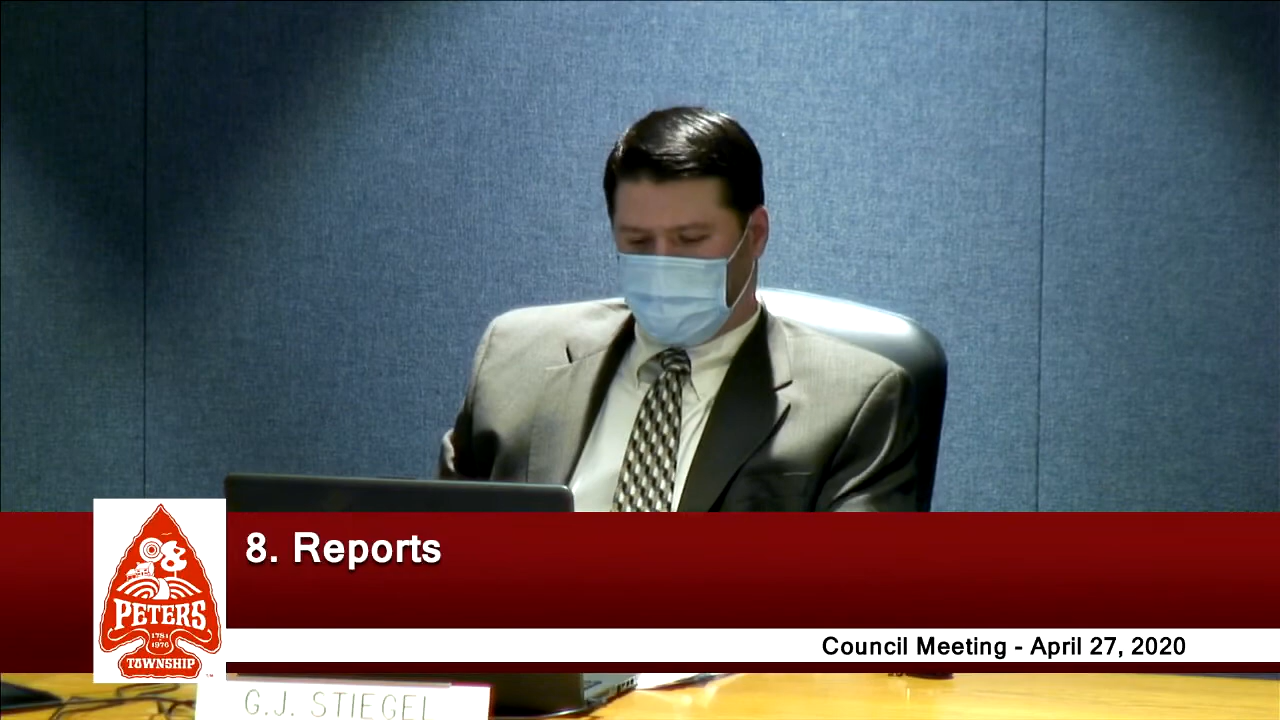 8. Reports
PETERS
1781
1976
TOWNSHIP
Council Meeting - April 27, 2020
G.J. STIEGEL